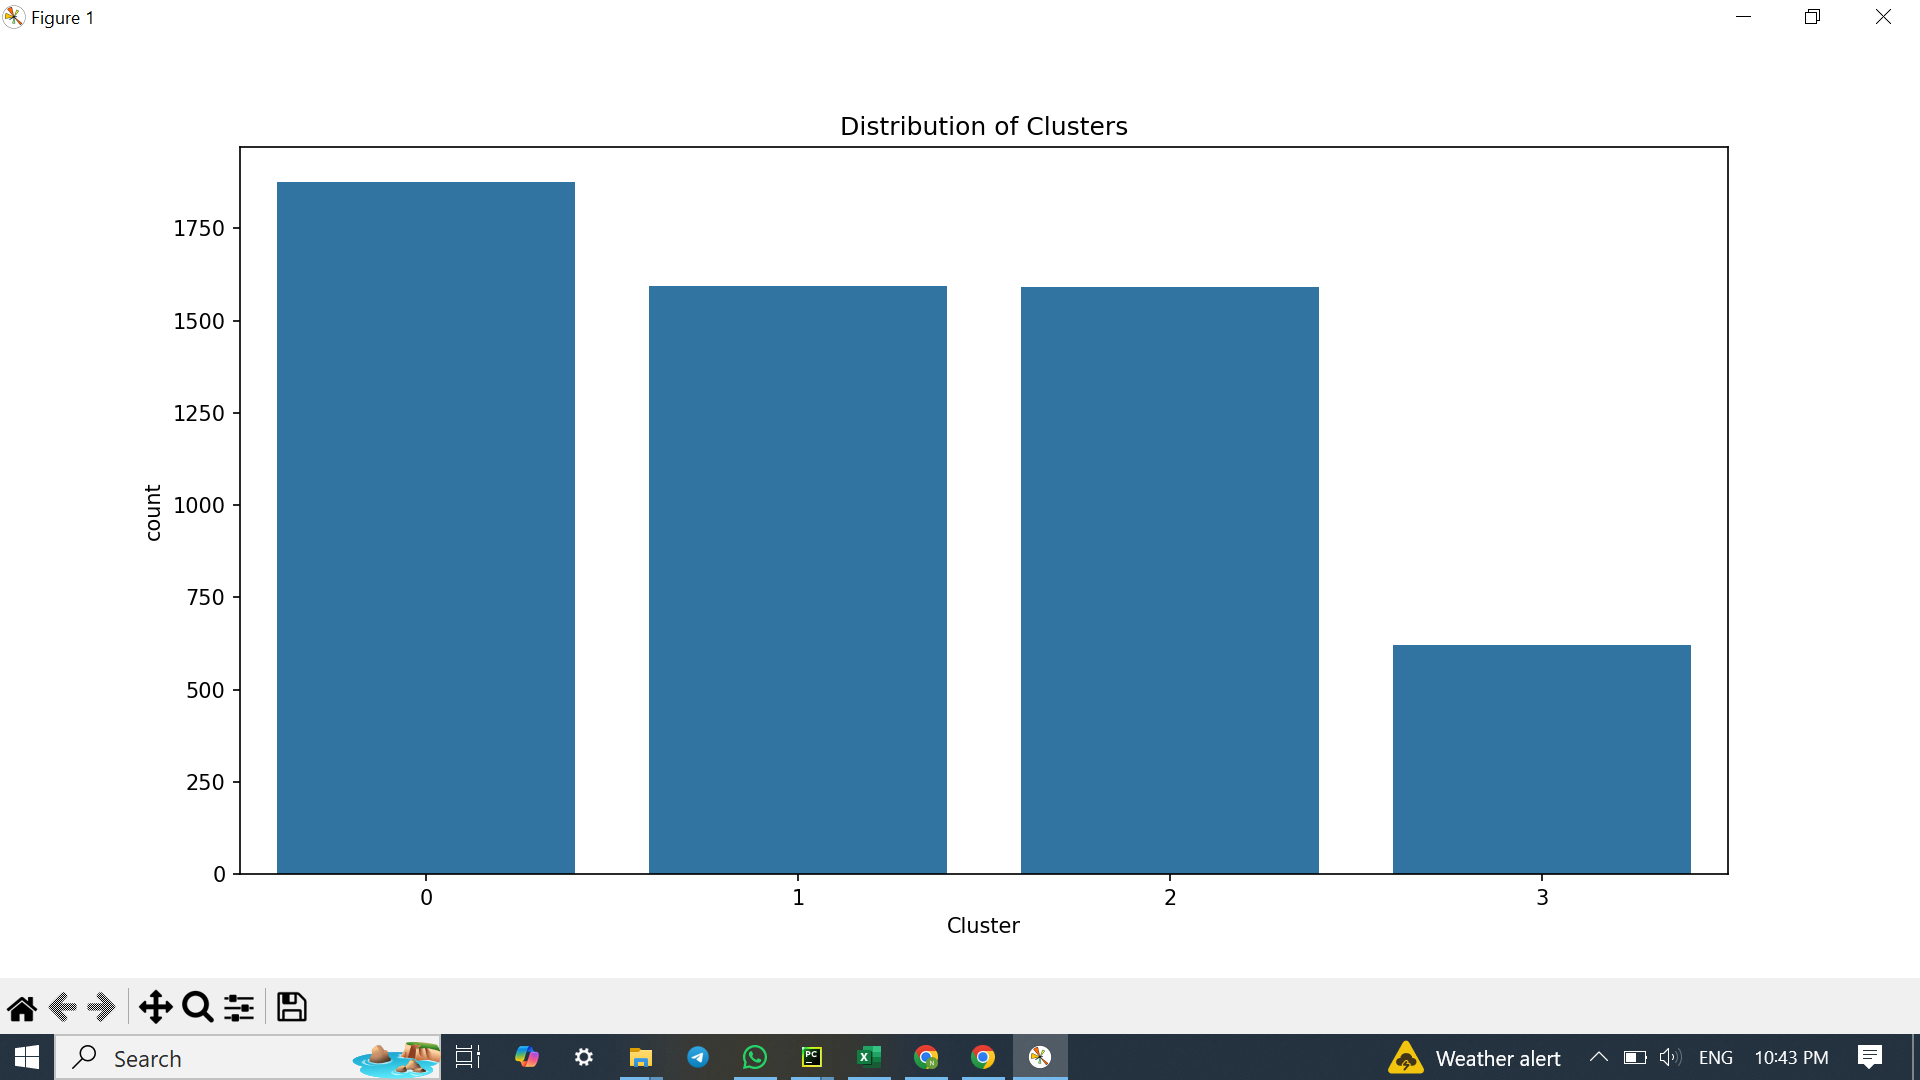 Figure 1
Distribution of Clusters
1750
1500
1250
1000
750
500
250
0
count
0 1 2 3
Cluster
Search
PC
X
N
Weather alert
ENG
10:43 PM